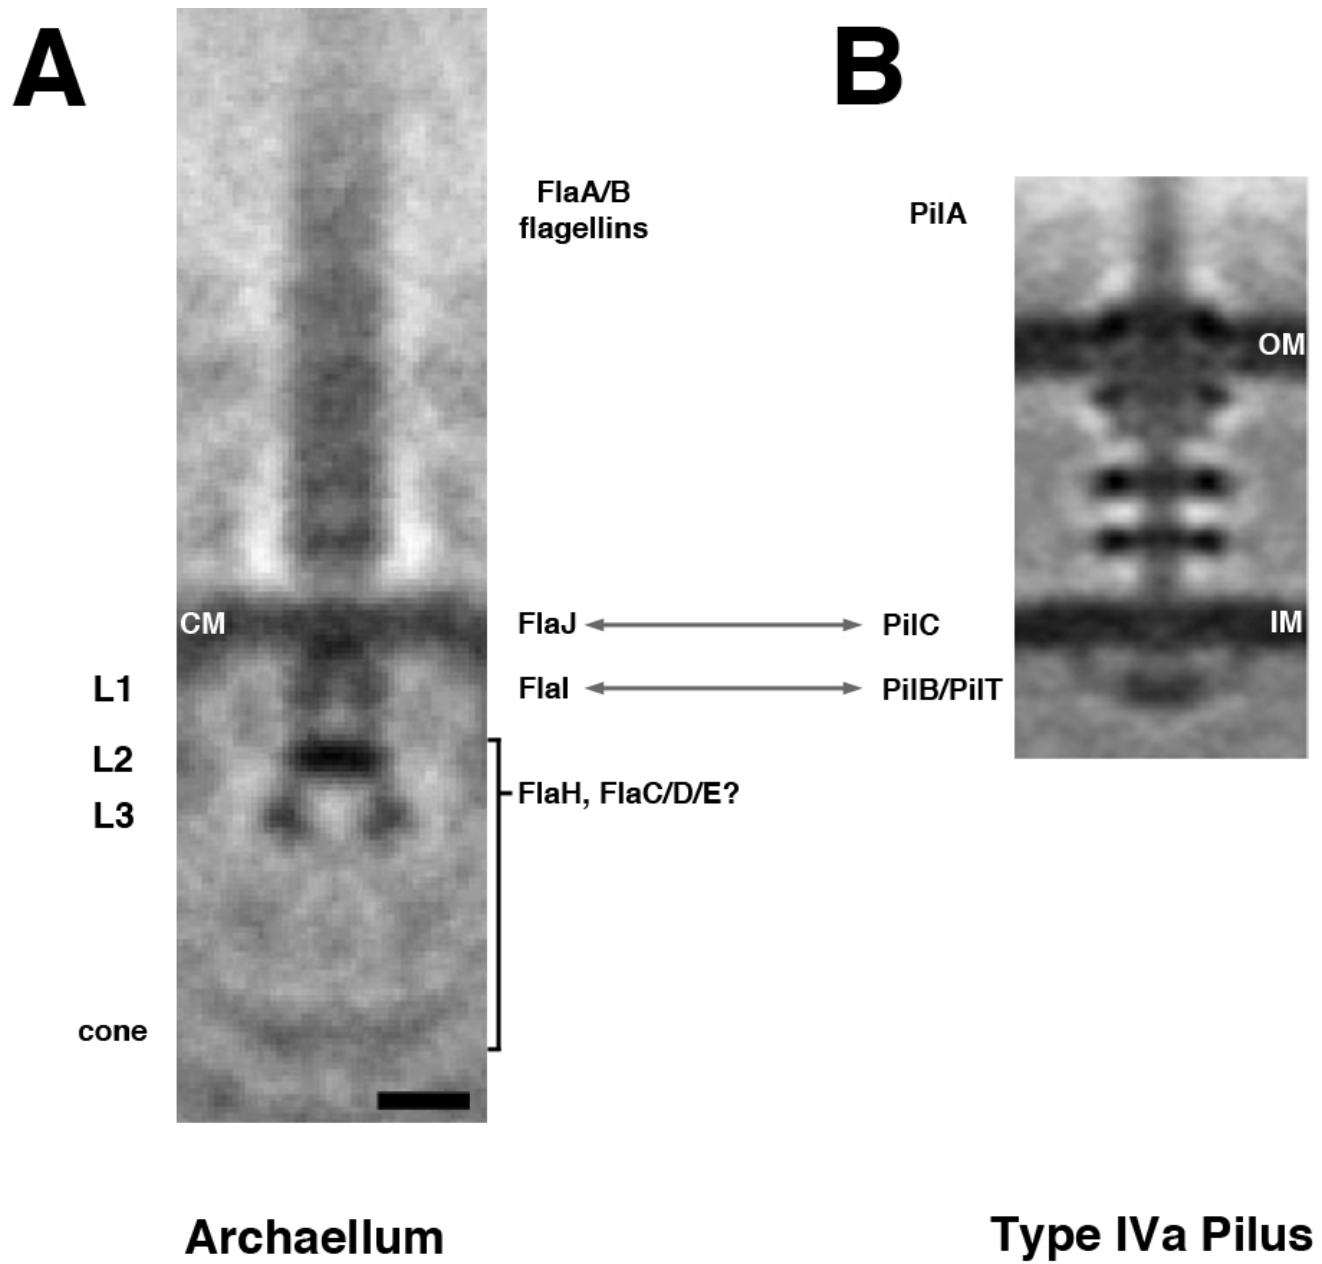 A
B
FlaA/B
flagellins
PilA
OM
CM
FlaJ
PilC
IM
L1
FlaI
PilB/PilT
L2
FlaH, FlaC/D/E?
L3
cone
Archaellum
Type IVa Pilus